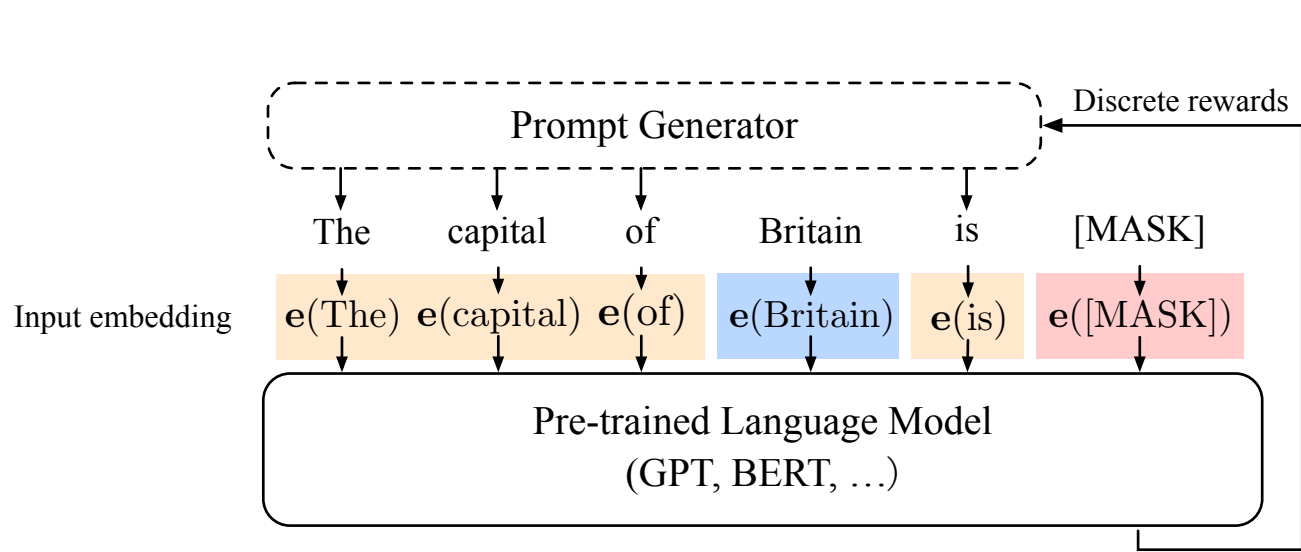 Discrete rewards
Prompt Generator
The capital of Britain is [MASK]
Input embedding e(The) e(capital) e(of) e(Britain) e(is) e([MASK])
Pre-trained Language Model
(GPT, BERT, …)